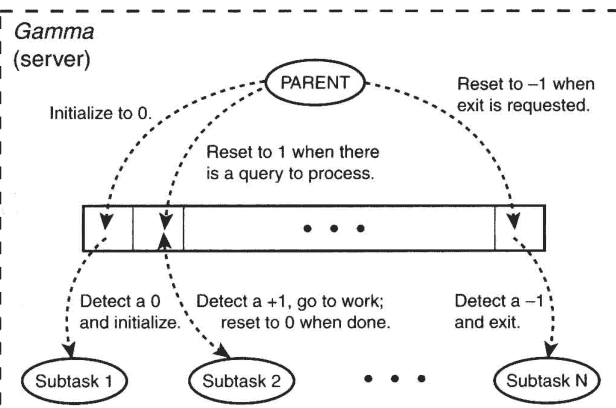 Gamma
(server)
PARENT
Initialize to 0.
Reset to –1 when
exit is requested.
Reset to 1 when there
is a query to process.
• • •
Detect a 0
and initialize.
Detect a +1, go to work;
reset to 0 when done.
Detect a –1
and exit.
Subtask 1
Subtask 2
• • •
Subtask N